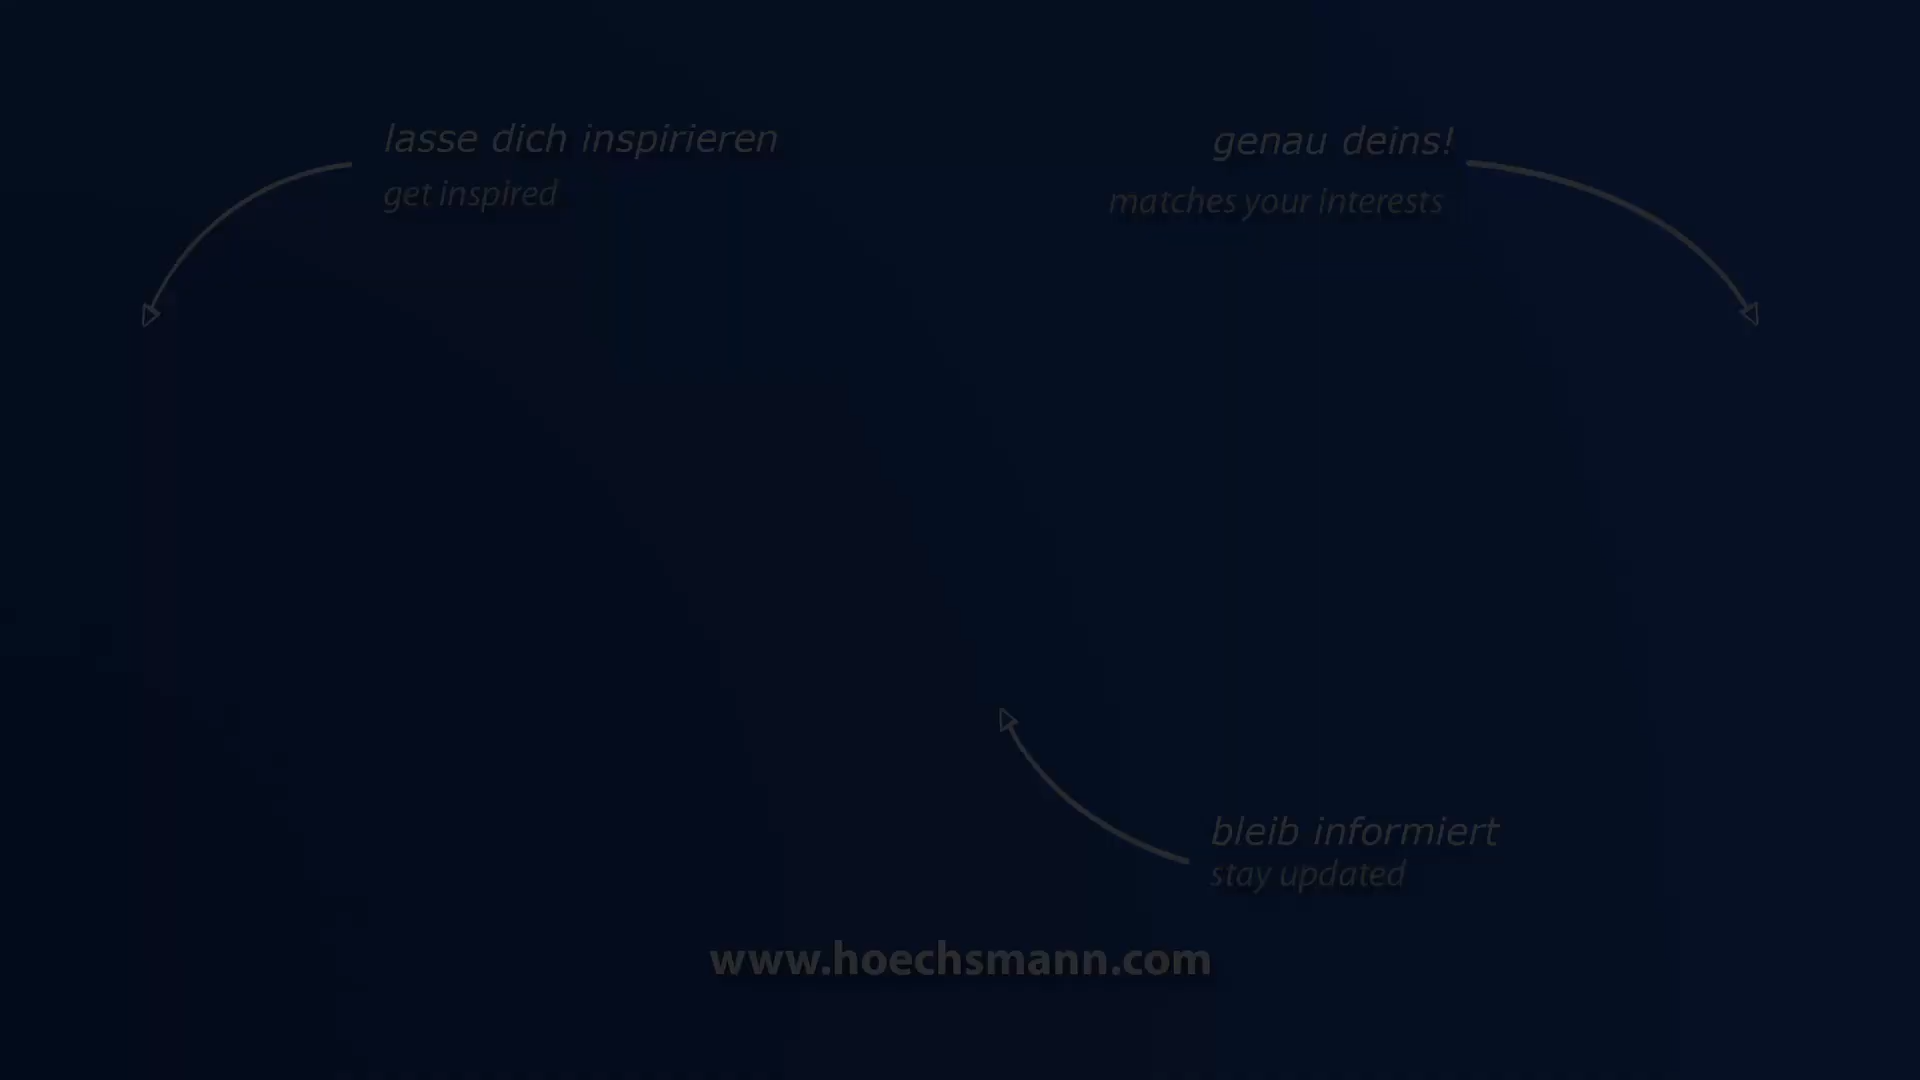 lasse dich inspirieren
get inspired
genau deins!
matches your interests
bleib informiert
stay updated
www.hoechsmann.com